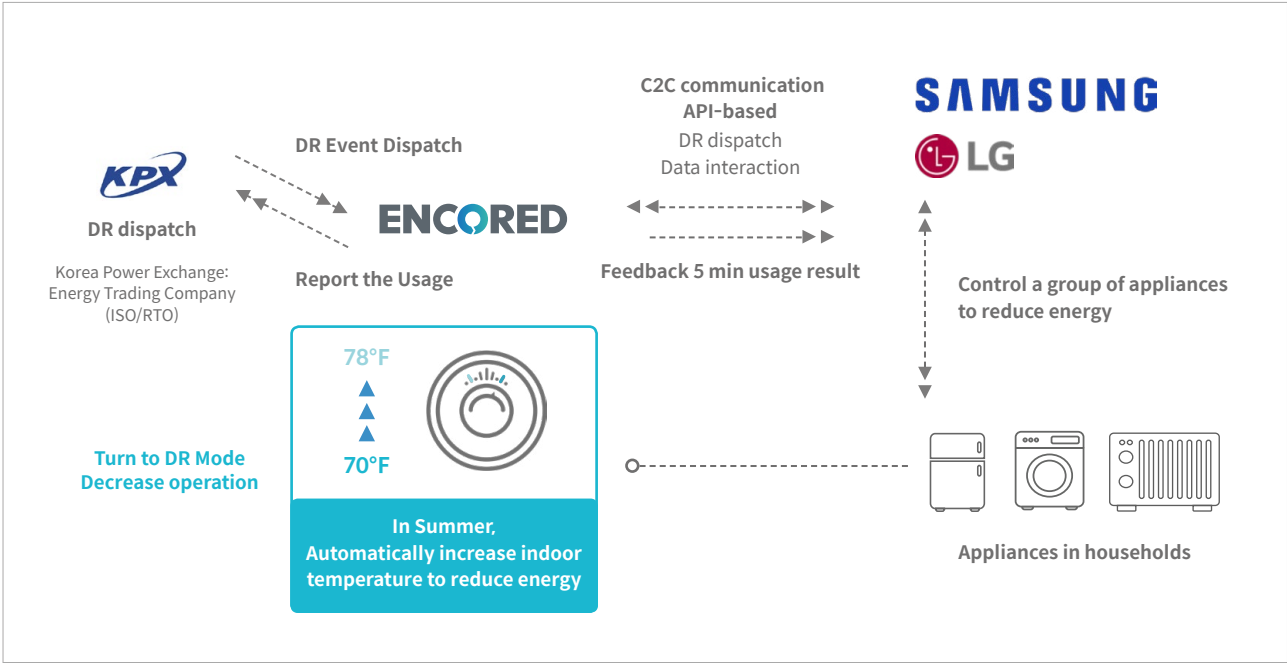 C2C communication
API-based
DR dispatch
Data interaction
SAMSUNG
LG
DR Event Dispatch
KPX
DR dispatch
ENCORED
Korea Power Exchange:
Energy Trading Company
(ISO/RTO)
Report the Usage
Feedback 5 min usage result
Control a group of appliances
to reduce energy
78°F
70°F
Turn to DR Mode
Decrease operation
In Summer,
Automatically increase indoor
temperature to reduce energy
Appliances in households